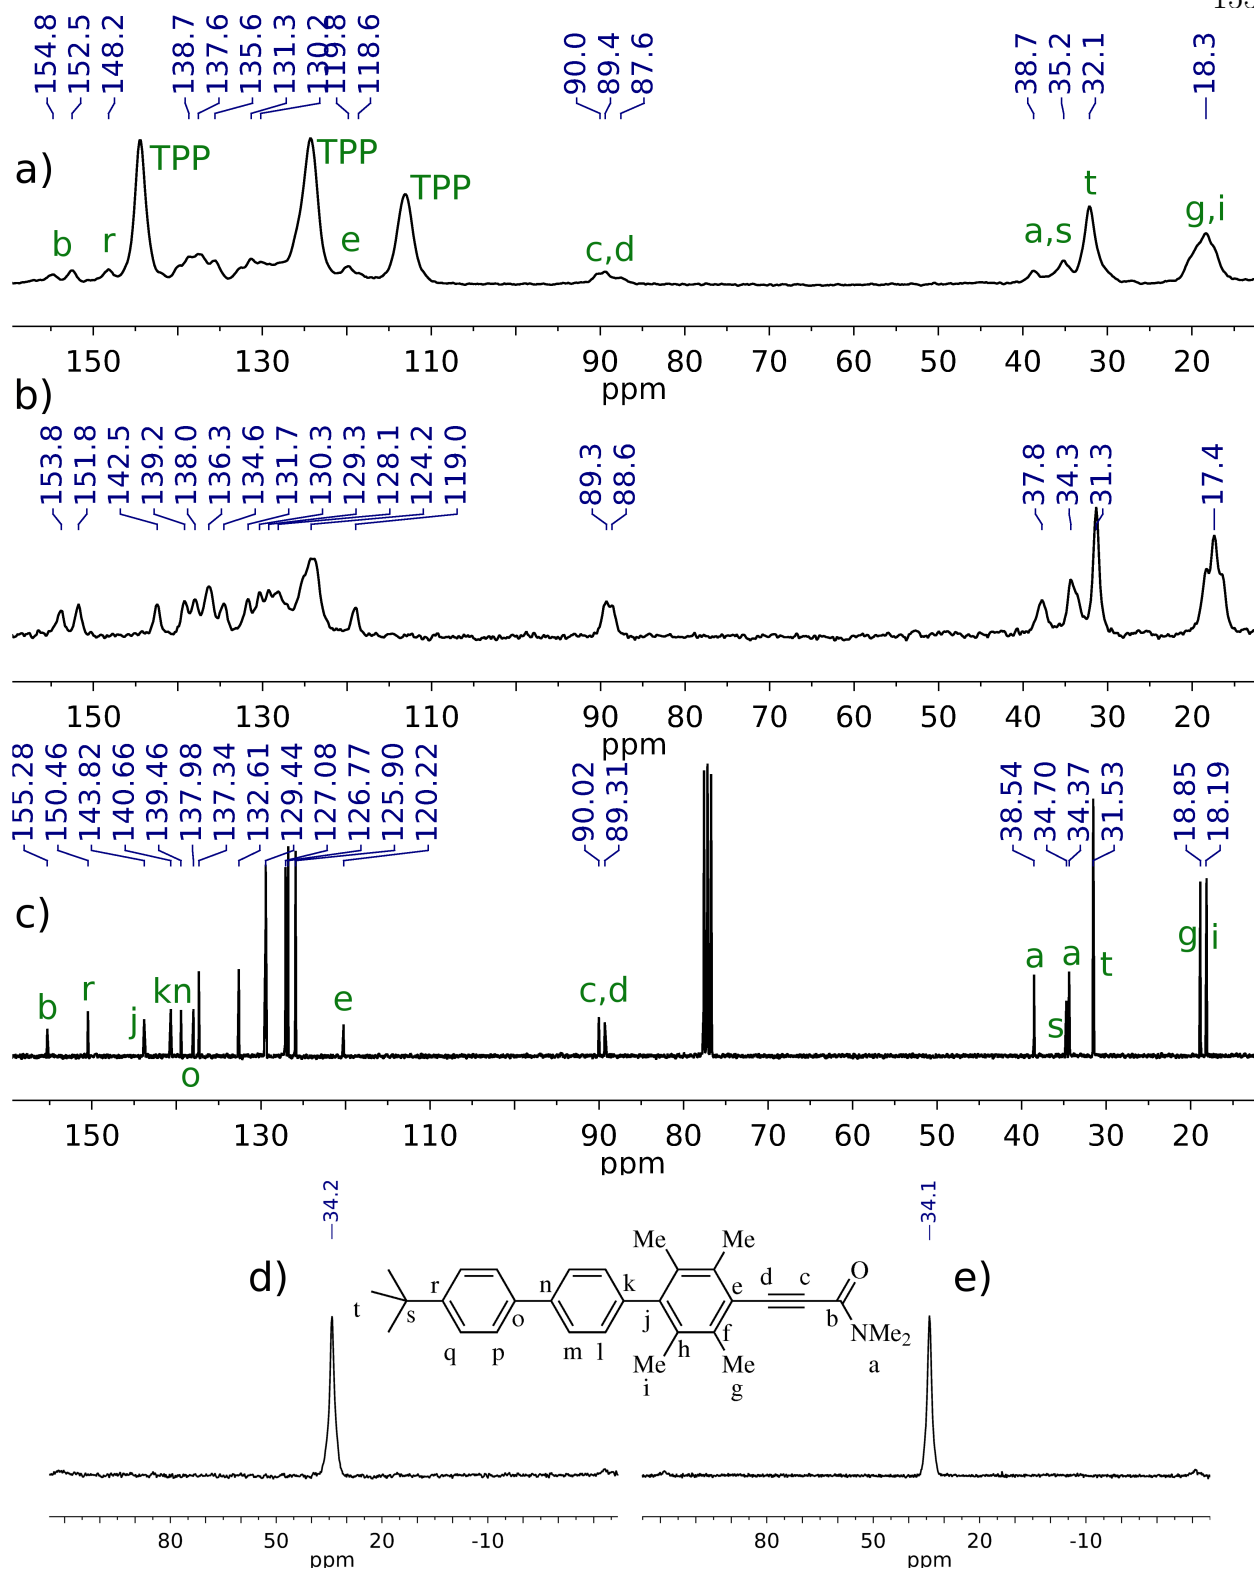 154.8 152.5 148.2 138.7 137.6 135.6 131.3 130.2 119.8 118.6 90.0 89.4 87.6 38.7 35.2 32.1 18.3
a)
TPP TPP TPP
b r e c,d a,s t g,i
150 130 110 90 80 70 60 50 40 30 20
ppm
b)
153.8 151.8 142.5 139.2 138.0 136.3 134.6 131.7 130.3 129.3 128.1 124.2 119.0 89.3 88.6 37.8 34.3 31.3 17.4
150 130 110 90 80 70 60 50 40 30 20
ppm
155.28 150.46 143.82 140.66 139.46 137.98 137.34 132.61 129.44 127.08 126.77 125.90 120.22 90.02 89.31 38.54 34.70 34.37 31.53 18.85 18.19
c)
b r j k n o e c,d a s a t g i
150 130 110 90 80 70 60 50 40 30 20
ppm
34.2 34.1
d) e)
Me Me
t r s q p o n m l k j i h g f e d c b a
O
NMe2
Me Me
80 50 20 -10
ppm
80 50 20 -10
ppm